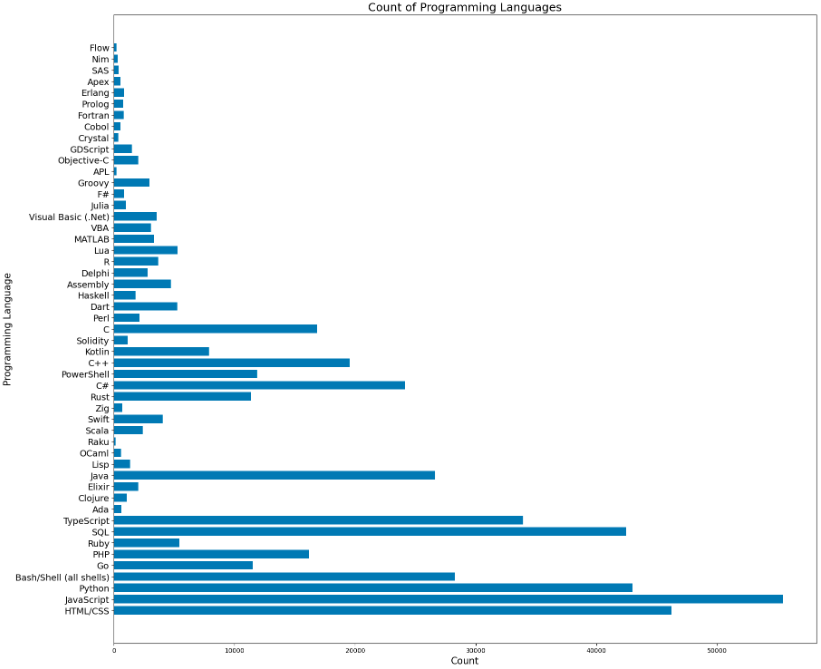 Count of Programming Languages
Flow
Nim
SAS
Apex
Erlang
Prolog
Fortran
Cobol
Crystal
GDScript
Objective-C
APL
Groovy
F#
Julia
Visual Basic (.Net)
VBA
MATLAB
Lua
R
Delphi
Assembly
Haskell
Dart
Perl
C
Solidity
Kotlin
C++
PowerShell
C#
Rust
Zig
Swift
Scala
Raku
OCaml
Lisp
Java
Elixir
Clojure
Ada
TypeScript
SQL
Ruby
PHP
Go
Bash/Shell (all shells)
Python
JavaScript
HTML/CSS
Programming Language
0 10000 20000 30000 40000 50000
Count